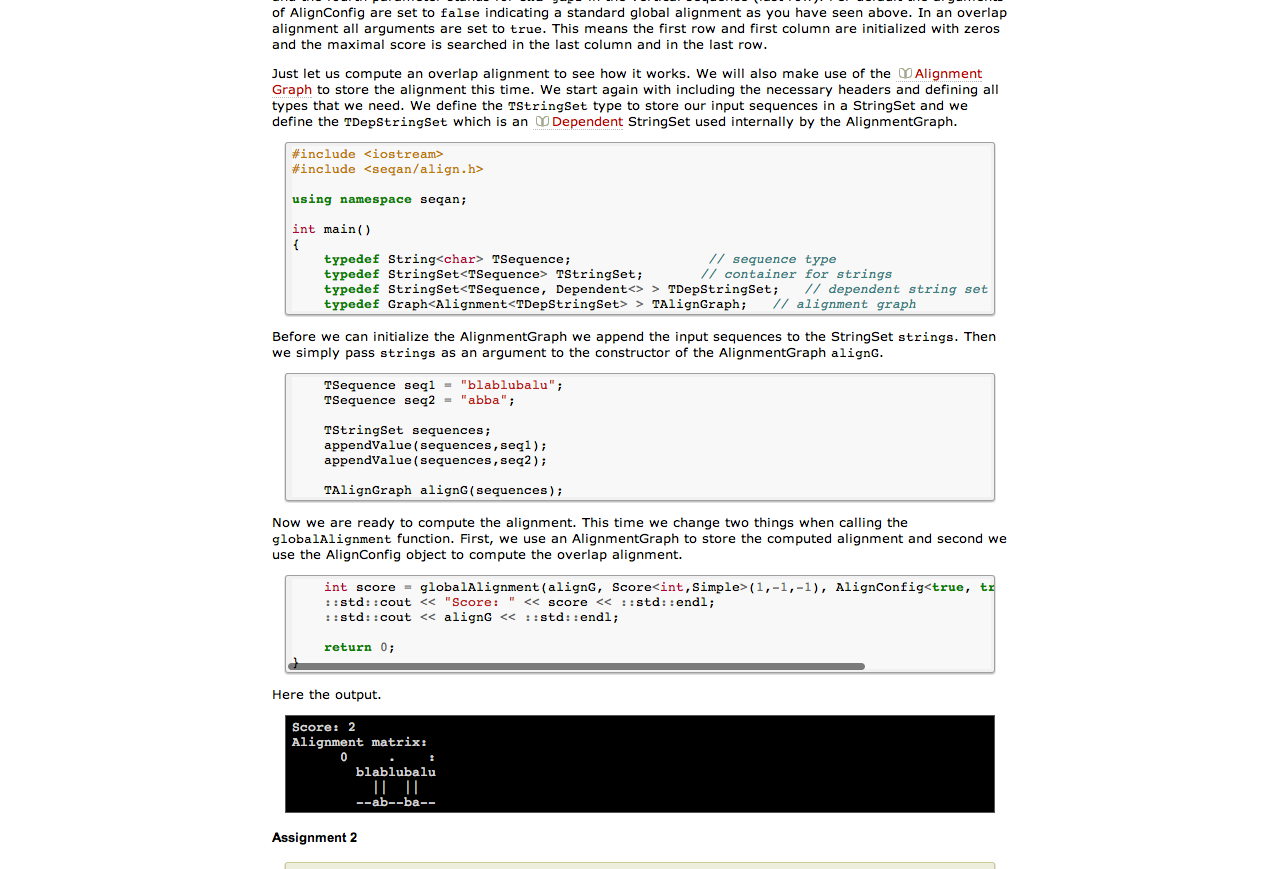 of AlignConfig are set to false indicating a standard global alignment as you have seen above. In an overlap
alignment all arguments are set to true. This means the first row and first column are initialized with zeros
and the maximal score is searched in the last column and in the last row.
Just let us compute an overlap alignment to see how it works. We will also make use of the Alignment
Graph to store the alignment this time. We start again with including the necessary headers and defining all
types that we need. We define the TStringSet type to store our input sequences in a StringSet and we
define the TDepStringSet which is an Dependent StringSet used internally by the AlignmentGraph.
#include <iostream>
#include <seqan/align.h>
using namespace seqan;
int main()
{
typedef String<char> TSequence; // sequence type
typedef StringSet<TSequence> TStringSet; // container for strings
typedef StringSet<TSequence, Dependent<> > TDepStringSet; // dependent string set
typedef Graph<Alignment<TDepStringSet> > TAlignGraph; // alignment graph
Before we can initialize the AlignmentGraph we append the input sequences to the StringSet strings. Then
we simply pass strings as an argument to the constructor of the AlignmentGraph alignG.
TSequence seq1 = "blablubalu";
TSequence seq2 = "abba";
TStringSet sequences;
appendValue(sequences,seq1);
appendValue(sequences,seq2);
TAlignGraph alignG(sequences);
Now we are ready to compute the alignment. This time we change two things when calling the
globalAlignment function. First, we use an AlignmentGraph to store the computed alignment and second we
use the AlignConfig object to compute the overlap alignment.
int score = globalAlignment(alignG, Score<int,Simple>(1,-1,-1), AlignConfig<true, tr
::std::cout << "Score: " << score << ::std::endl;
::std::cout << alignG << ::std::endl;
return 0;
}
Here the output.
Score: 2
Alignment matrix:
0 . :
blablubalu
|| ||
--ab--ba--
Assignment 2